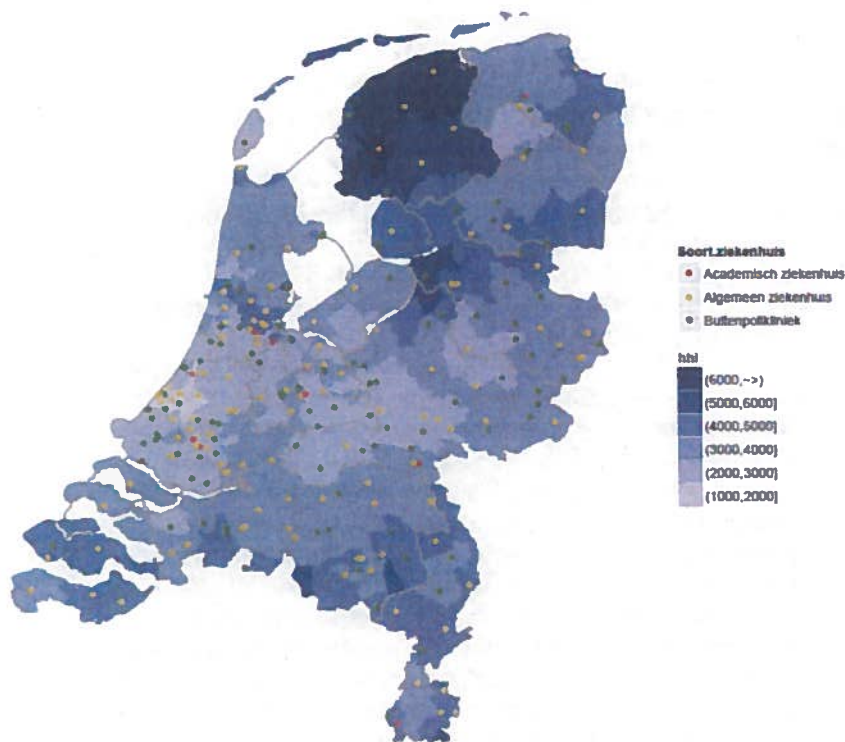 Soort.ziekenhuis
Academisch ziekenhuis
Algemeen ziekenhuis
Buitenpolikliniek
hhi
(6000,~>)
(5000,6000]
(4000,5000]
(3000,4000]
(2000,3000]
(1000,2000]